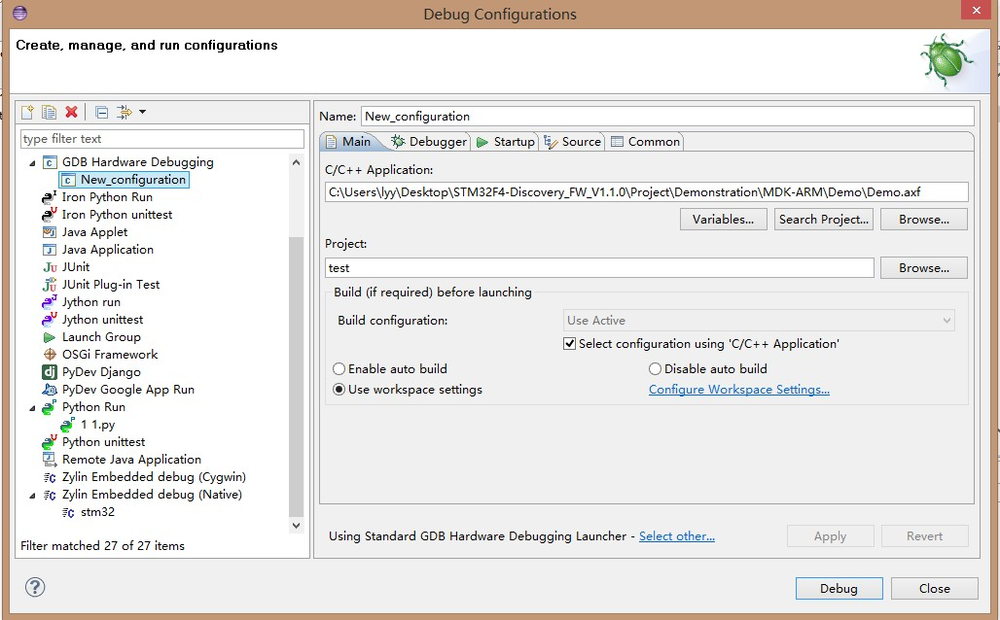 Debug Configurations
Create, manage, and run configurations
type filter text
GDB Hardware Debugging
New_configuration
Iron Python Run
Iron Python unittest
Java Applet
Java Application
JUnit
JUnit Plug-in Test
Jython run
Jython unittest
Launch Group
OSGi Framework
PyDev Django
PyDev Google App Run
Python Run
1 1.py
Python unittest
Remote Java Application
Zylin Embedded debug (Cygwin)
Zylin Embedded debug (Native)
stm32
Filter matched 27 of 27 items
Name: New_configuration
Main Debugger Startup Source Common
C/C++ Application:
C:\Users\lyy\Desktop\STM32F4-Discovery_FW_V1.1.0\Project\Demonstration\MDK-ARM\Demo\Demo.axf
Variables... Search Project... Browse...
Project:
test Browse...
Build (if required) before launching
Build configuration: Use Active
Select configuration using 'C/C++ Application'
Enable auto build Disable auto build
Use workspace settings Configure Workspace Settings...
Using Standard GDB Hardware Debugging Launcher - Select other... Apply Revert
Debug Close